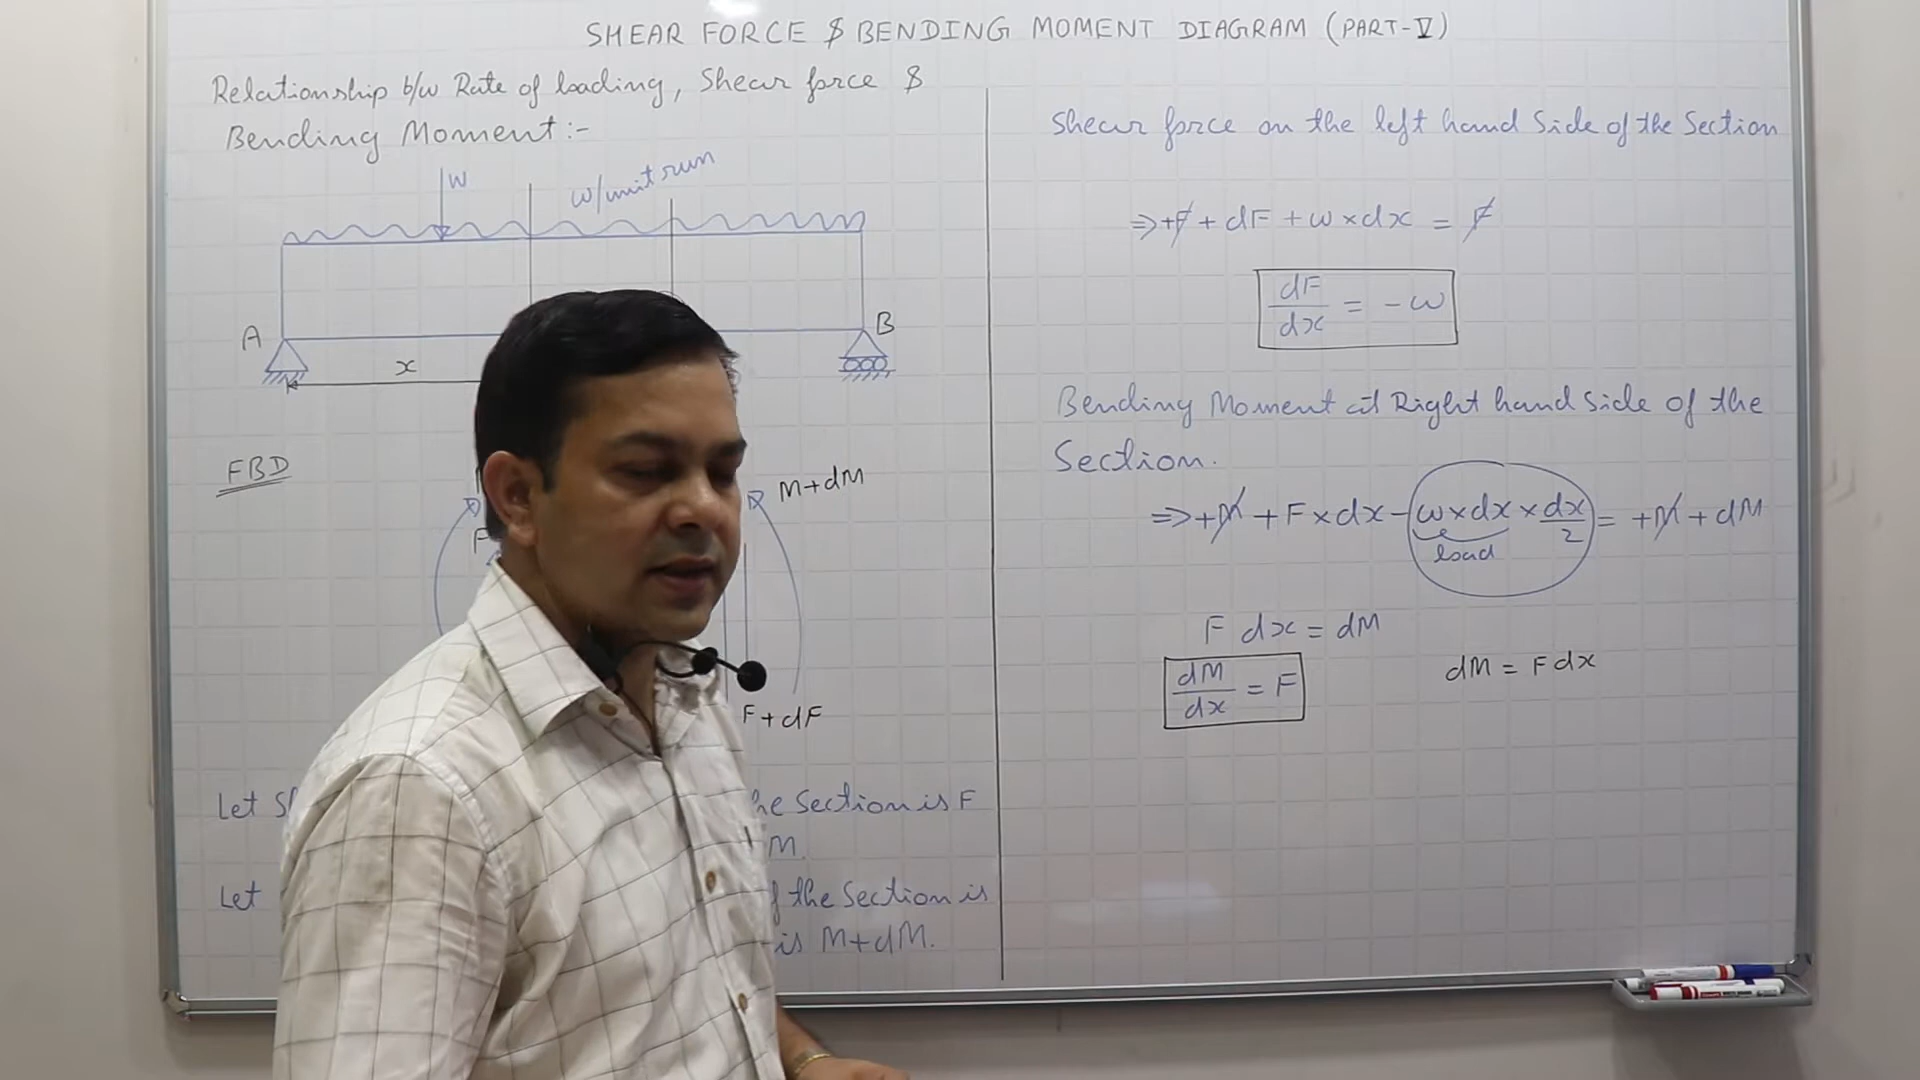 SHEAR FORCE & BENDING MOMENT DIAGRAM (PART-V)
Relationship b/w Rate of loading, Shear force &
Bending Moment:-
W
w/unit run
A
B
x
FBD
M+dM
F
F+dF
Let
he Section is F
M.
Let
the Section is
is M+dM.
Shear force on the left hand Side of the Section
⇒ +F + dF + w×dx = F
dF/dx = -w
Bending Moment at Right hand Side of the
Section.
⇒ +M + F×dx - w×dx × dx/2 = +M + dM
load
F dx = dM
dM/dx = F
dM = F dx